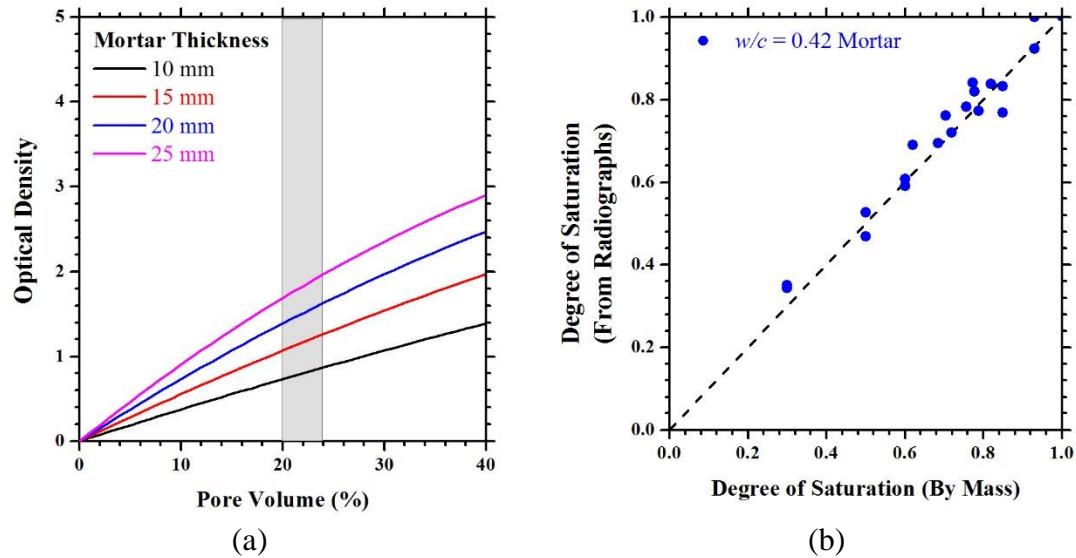 5
4
3
2
1
0
Optical Density
Mortar Thickness
10 mm
15 mm
20 mm
25 mm
0
10
20
30
40
Pore Volume (%)
(a)
1.0
0.8
0.6
0.4
0.2
0.0
Degree of Saturation
(From Radiographs)
w/c = 0.42 Mortar
0.0
0.2
0.4
0.6
0.8
1.0
Degree of Saturation (By Mass)
(b)